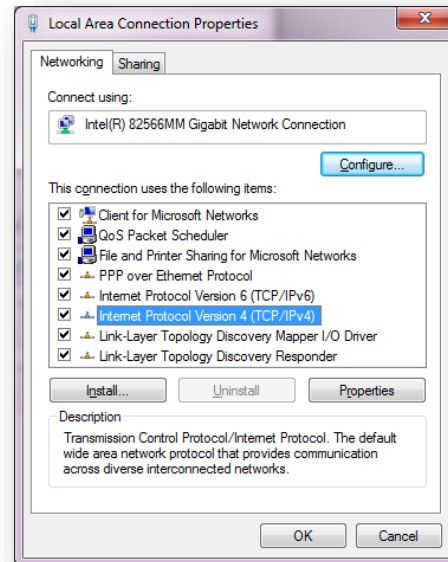 Local Area Connection Properties
Networking
Sharing
Connect using:
Intel(R) 82566MM Gigabit Network Connection
Configure...
This connection uses the following items:
Client for Microsoft Networks
QoS Packet Scheduler
File and Printer Sharing for Microsoft Networks
PPP over Ethernet Protocol
Internet Protocol Version 6 (TCP/IPv6)
Internet Protocol Version 4 (TCP/IPv4)
Link-Layer Topology Discovery Mapper I/O Driver
Link-Layer Topology Discovery Responder
Install...
Uninstall
Properties
Description
Transmission Control Protocol/Internet Protocol. The default
wide area network protocol that provides communication
across diverse interconnected networks.
OK
Cancel